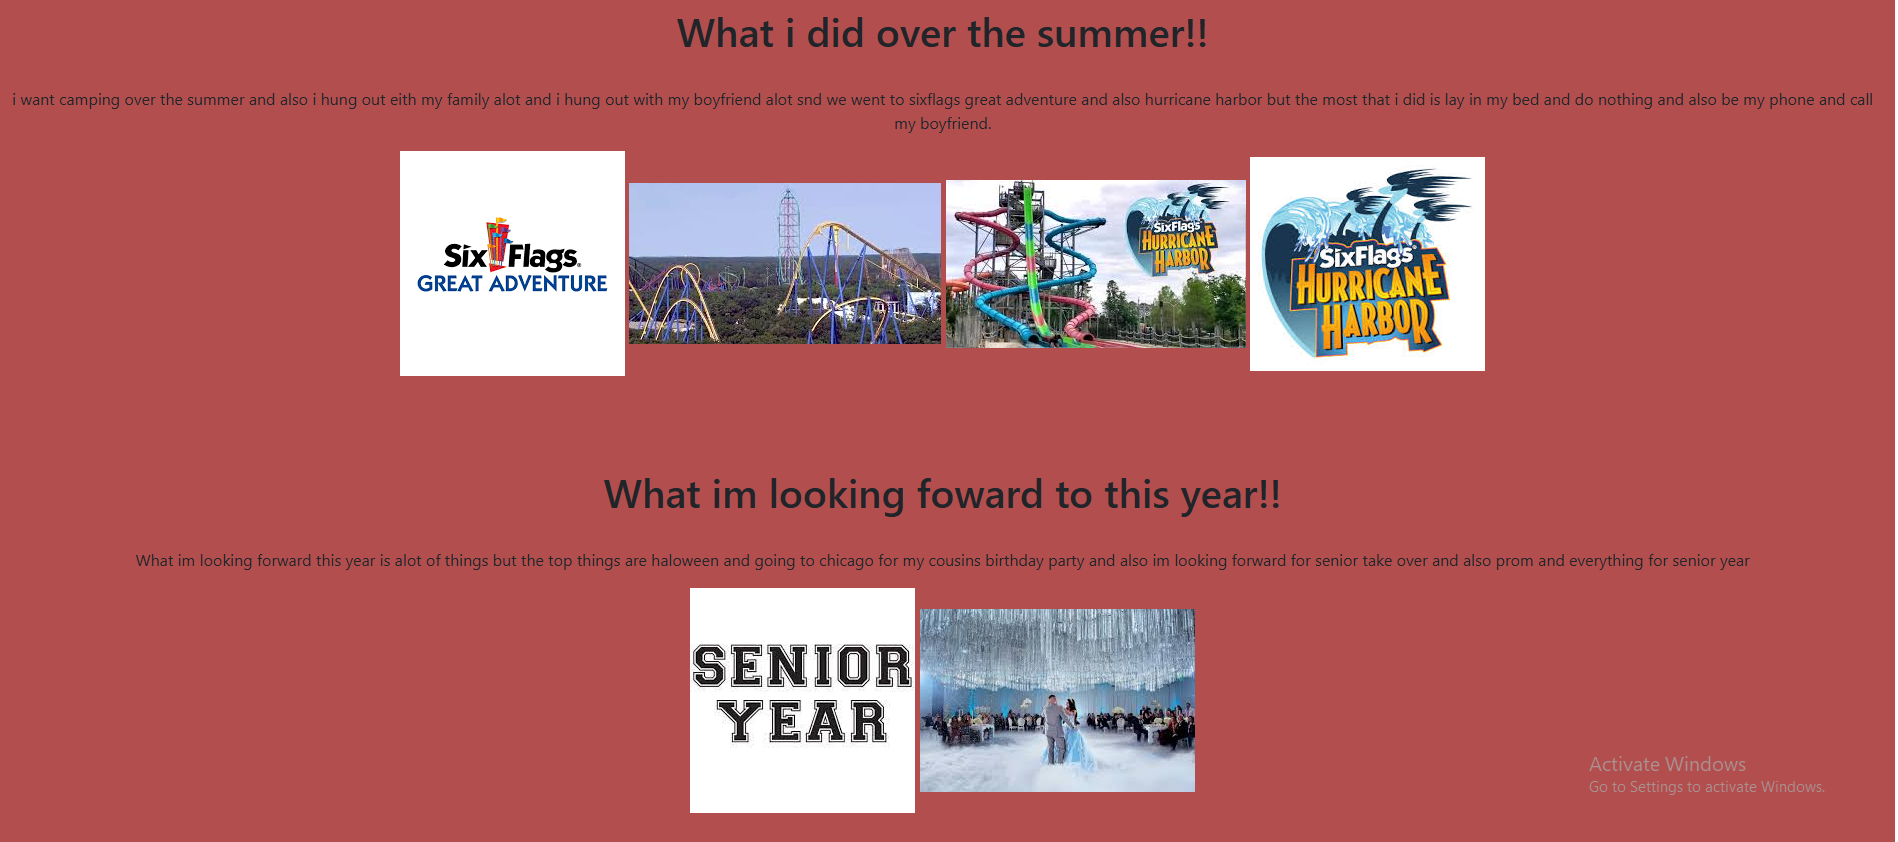 What i did over the summer!!
i want camping over the summer and also i hung out eith my family alot and i hung out with my boyfriend alot snd we went to sixflags great adventure and also hurricane harbor but the most that i did is lay in my bed and do nothing and also be my phone and call
my boyfriend.
Six Flags
GREAT ADVENTURE
SixFlags
HURRICANE
HARBOR
SixFlags
HURRICANE
HARBOR
What im looking foward to this year!!
What im looking forward this year is alot of things but the top things are haloween and going to chicago for my cousins birthday party and also im looking forward for senior take over and also prom and everything for senior year
SENIOR
YEAR
Activate Windows
Go to Settings to activate Windows.